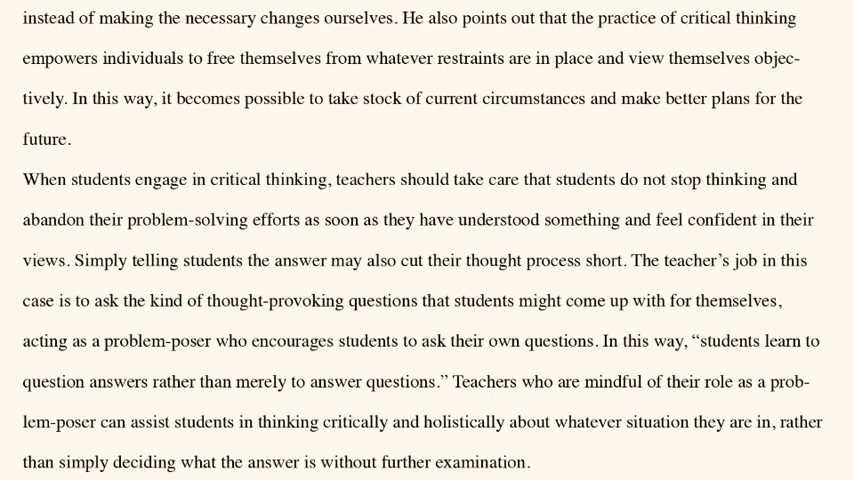 instead of making the necessary changes ourselves. He also points out that the practice of critical thinking
empowers individuals to free themselves from whatever restraints are in place and view themselves objec-
tively. In this way, it becomes possible to take stock of current circumstances and make better plans for the
future.
When students engage in critical thinking, teachers should take care that students do not stop thinking and
abandon their problem-solving efforts as soon as they have understood something and feel confident in their
views. Simply telling students the answer may also cut their thought process short. The teacher’s job in this
case is to ask the kind of thought-provoking questions that students might come up with for themselves,
acting as a problem-poser who encourages students to ask their own questions. In this way, “students learn to
question answers rather than merely to answer questions.” Teachers who are mindful of their role as a prob-
lem-poser can assist students in thinking critically and holistically about whatever situation they are in, rather
than simply deciding what the answer is without further examination.